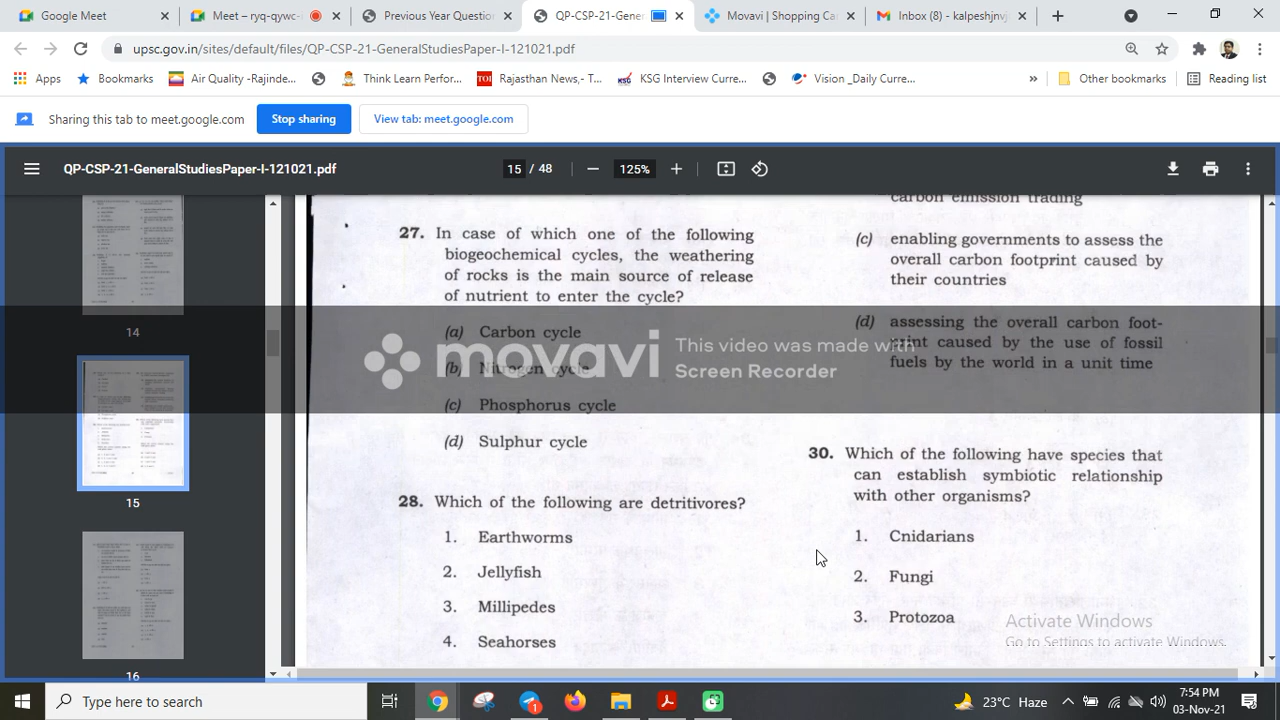 Google Meet
Meet – ryq-qywc-
Previous Year Question
QP-CSP-21-Gener
Movavi | Shopping Ca
Inbox (8) - kalpeshjnvj
upsc.gov.in/sites/default/files/QP-CSP-21-GeneralStudiesPaper-I-121021.pdf
Apps
Bookmarks
Air Quality -Rajinda...
Think Learn Perfor...
TOI
Rajasthan News,- T...
KSG
KSG Interview Curre...
Vision _Daily Curre...
»
Other bookmarks
Reading list
Sharing this tab to meet.google.com
Stop sharing
View tab: meet.google.com
QP-CSP-21-GeneralStudiesPaper-I-121021.pdf
15 / 48
125%
14
15
16
27. In case of which one of the following
biogeochemical cycles, the weathering
of rocks is the main source of release
of nutrient to enter the cycle?
(a) Carbon cycle
(b) Nitrogen cycle
(c) Phosphorus cycle
(d) Sulphur cycle
28. Which of the following are detritivores?
1. Earthworms
2. Jellyfish
3. Millipedes
4. Seahorses
carbon emission trading
(c) enabling governments to assess the
overall carbon footprint caused by
their countries
(d) assessing the overall carbon foot-
print caused by the use of fossil
fuels by the world in a unit time
30. Which of the following have species that
can establish symbiotic relationship
with other organisms?
1. Cnidarians
2. Fungi
3. Protozoa
movavi
This video was made with
Screen Recorder
Activate Windows
Go to Settings to activate Windows.
Type here to search
1
23°C Haze
7:54 PM
03-Nov-21